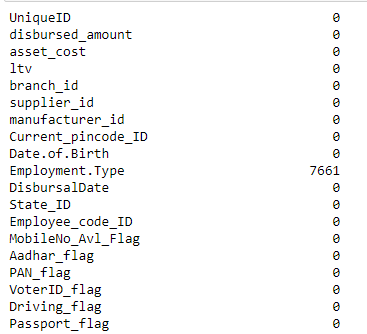 UniqueID 0
disbursed_amount 0
asset_cost 0
ltv 0
branch_id 0
supplier_id 0
manufacturer_id 0
Current_pincode_ID 0
Date.of.Birth 0
Employment.Type 7661
DisbursalDate 0
State_ID 0
Employee_code_ID 0
MobileNo_Avl_Flag 0
Aadhar_flag 0
PAN_flag 0
VoterID_flag 0
Driving_flag 0
Passport_flag 0